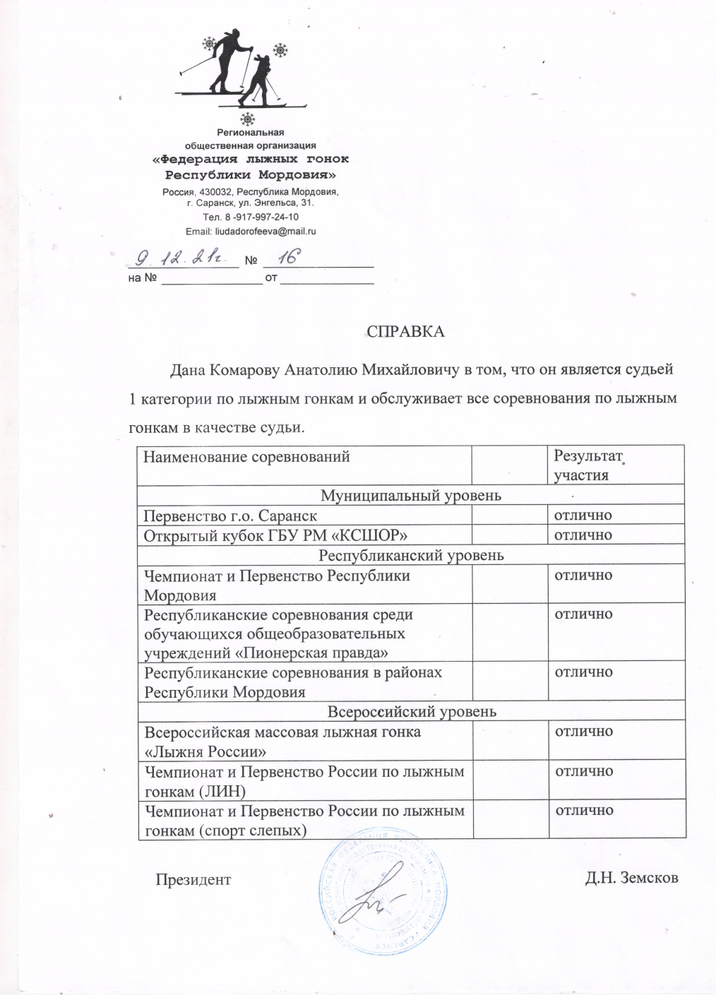 Региональная
общественная организация
«Федерация лыжных гонок
Республики Мордовия»
Россия, 430032, Республика Мордовия,
г. Саранск, ул. Энгельса, 31.
Тел. 8 -917-997-24-10
Email: liudadorofeeva@mail.ru
9. 12. 21г. № 16
на № от
СПРАВКА
Дана Комарову Анатолию Михайловичу в том, что он является судьей
1 категории по лыжным гонкам и обслуживает все соревнования по лыжным
гонкам в качестве судьи.
Наименование соревнований Результат
участия
Муниципальный уровень
Первенство г.о. Саранск отлично
Открытый кубок ГБУ РМ «КСШОР» отлично
Республиканский уровень
Чемпионат и Первенство Республики отлично
Мордовия
Республиканские соревнования среди отлично
обучающихся общеобразовательных
учреждений «Пионерская правда»
Республиканские соревнования в районах отлично
Республики Мордовия
Всероссийский уровень
Всероссийская массовая лыжная гонка отлично
«Лыжня России»
Чемпионат и Первенство России по лыжным отлично
гонкам (ЛИН)
Чемпионат и Первенство России по лыжным отлично
гонкам (спорт слепых)
РОССИЙСКАЯ ФЕДЕРАЦИЯ РЕСПУБЛИКА МОРДОВИЯ Г.САРАНСК
Президент Д.Н. Земсков